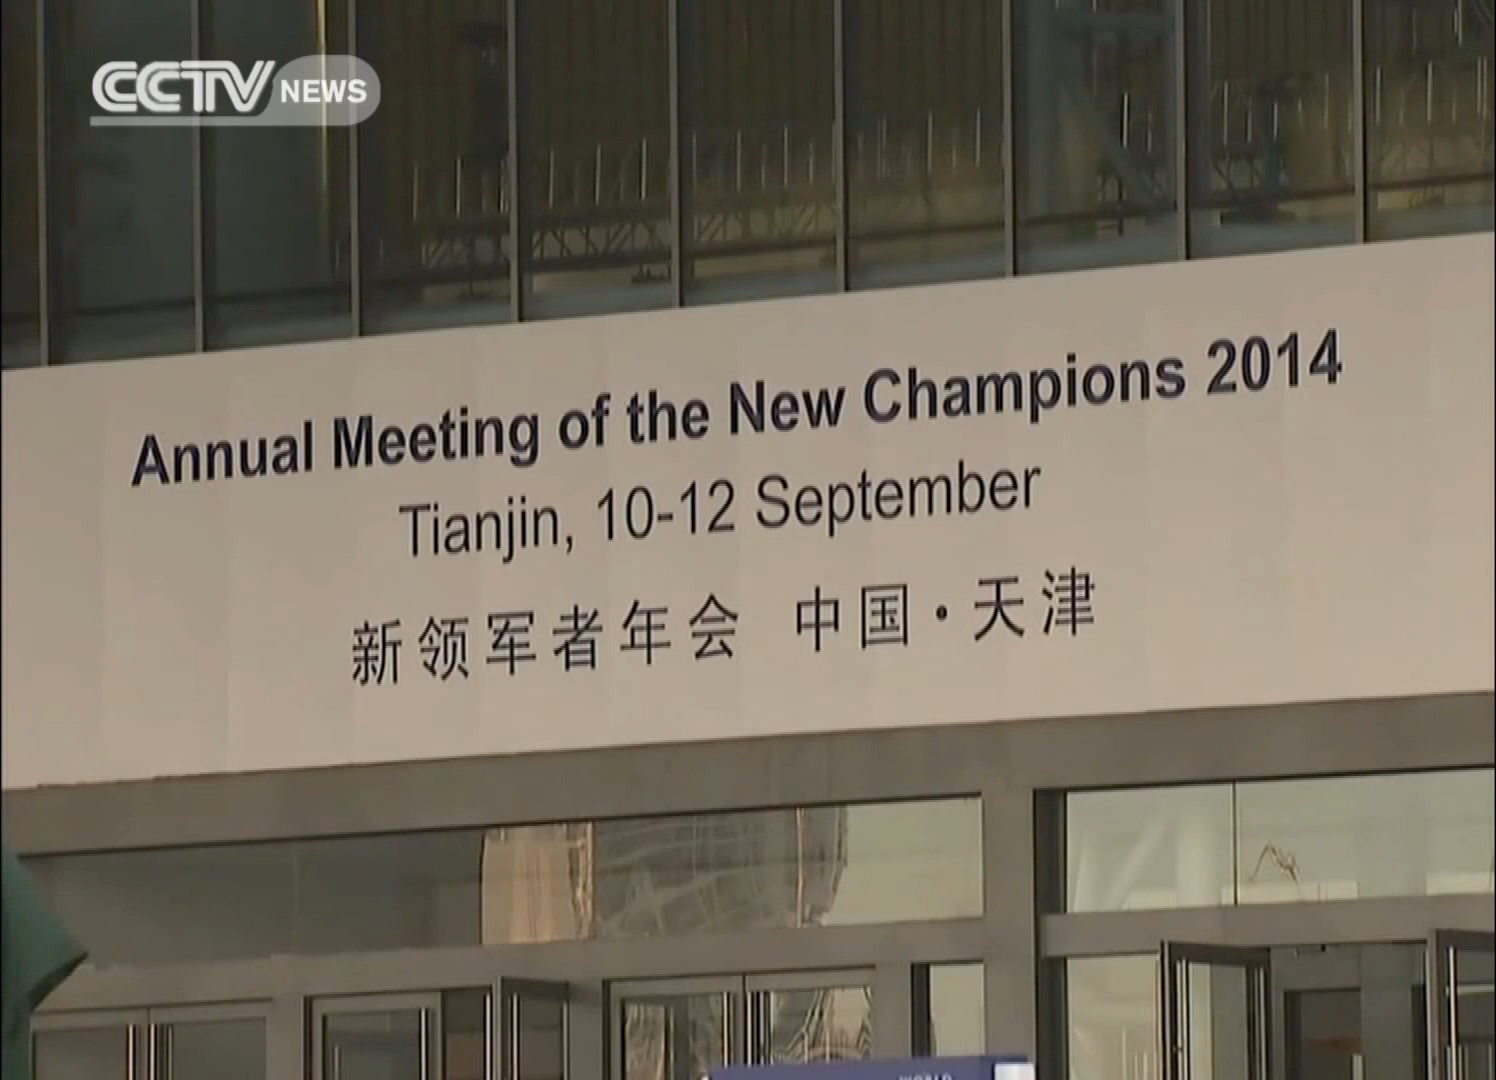 CCTV NEWS
Annual Meeting of the New Champions 2014
Tianjin, 10-12 September
新领军者年会 中国·天津
WORLD